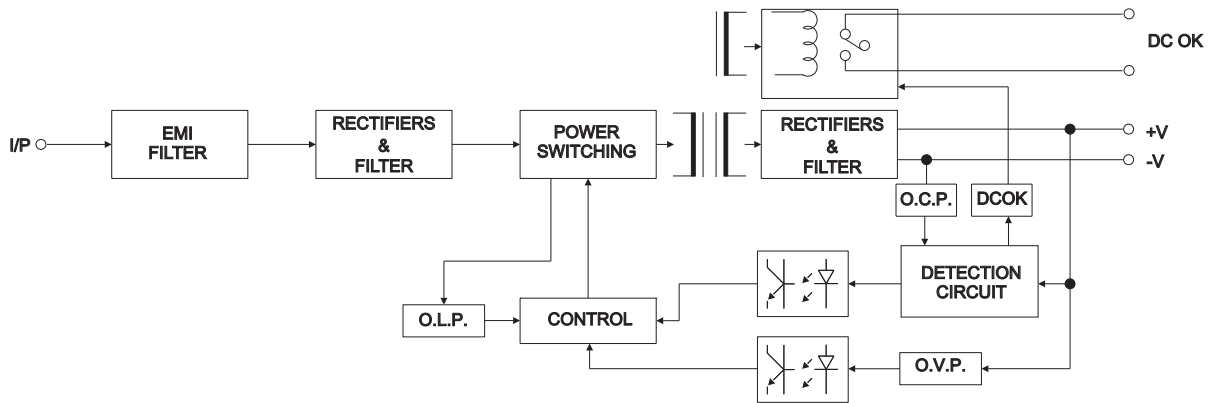 DC OK
I/P
EMI
FILTER
RECTIFIERS
&
FILTER
POWER
SWITCHING
RECTIFIERS
&
FILTER
+V
-V
O.C.P.
DCOK
DETECTION
CIRCUIT
O.L.P.
CONTROL
O.V.P.